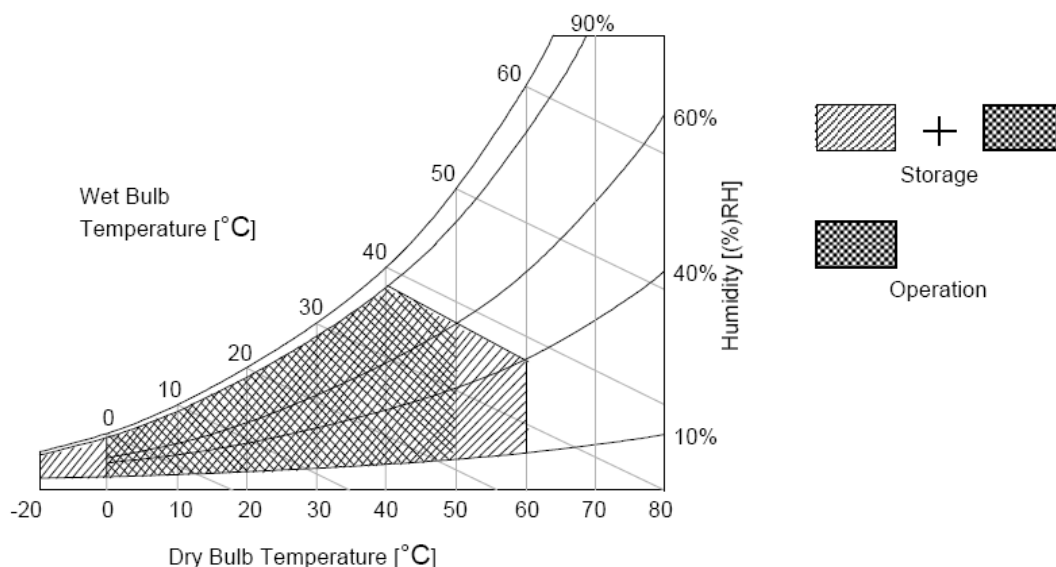 90%
60
60%
50
Wet Bulb
Temperature [°C]
40
40%
30
20
10
0
10%
Humidity [(%)RH]
-20 0 10 20 30 40 50 60 70 80
Dry Bulb Temperature [°C]
+
Storage
Operation